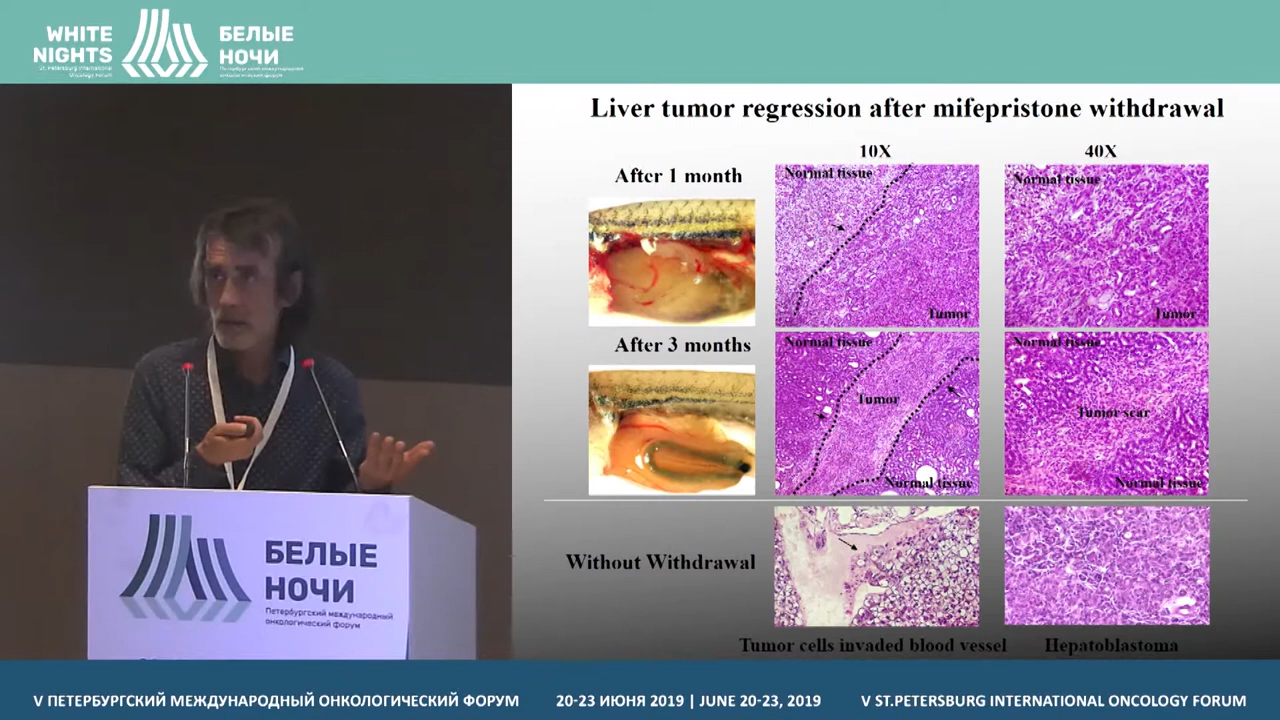 WHITE
NIGHTS
St. Petersburg International
Oncology Forum
БЕЛЫЕ
НОЧИ
Петербургский международный
онкологический форум
Liver tumor regression after mifepristone withdrawal
10X
40X
After 1 month
Normal tissue
Tumor
Normal tissue
Tumor
After 3 months
Normal tissue
Tumor
Normal tissue
Normal tissue
Tumor scar
Normal tissue
Without Withdrawal
Tumor cells invaded blood vessel
Hepatoblastoma
БЕЛЫЕ
НОЧИ
Петербургский международный
онкологический форум
V ПЕТЕРБУРГСКИЙ МЕЖДУНАРОДНЫЙ ОНКОЛОГИЧЕСКИЙ ФОРУМ
20-23 ИЮНЯ 2019 | JUNE 20-23, 2019
V ST.PETERSBURG INTERNATIONAL ONCOLOGY FORUM